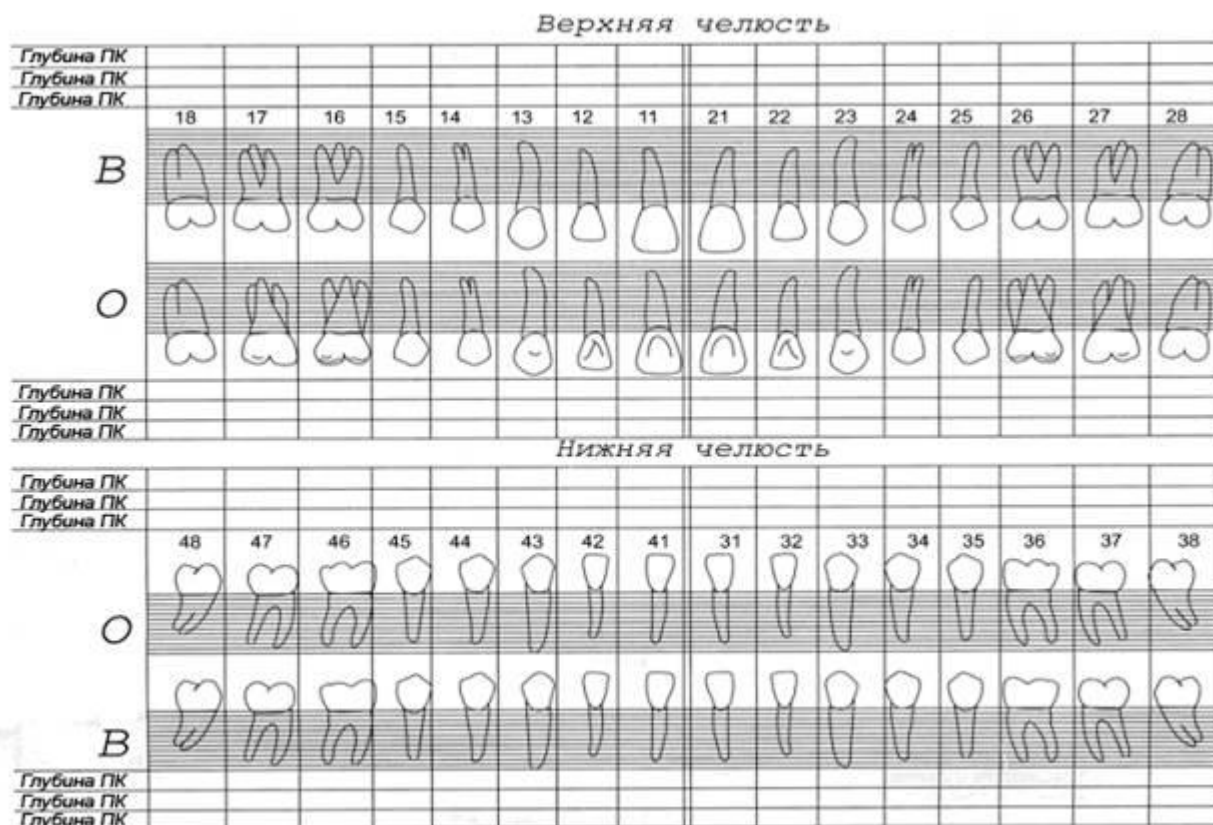 Верхняя челюсть
Глубина ПК
Глубина ПК
Глубина ПК
18 17 16 15 14 13 12 11 21 22 23 24 25 26 27 28
В
О
Глубина ПК
Глубина ПК
Глубина ПК
Нижняя челюсть
Глубина ПК
Глубина ПК
Глубина ПК
48 47 46 45 44 43 42 41 31 32 33 34 35 36 37 38
О
В
Глубина ПК
Глубина ПК
Глубина ПК